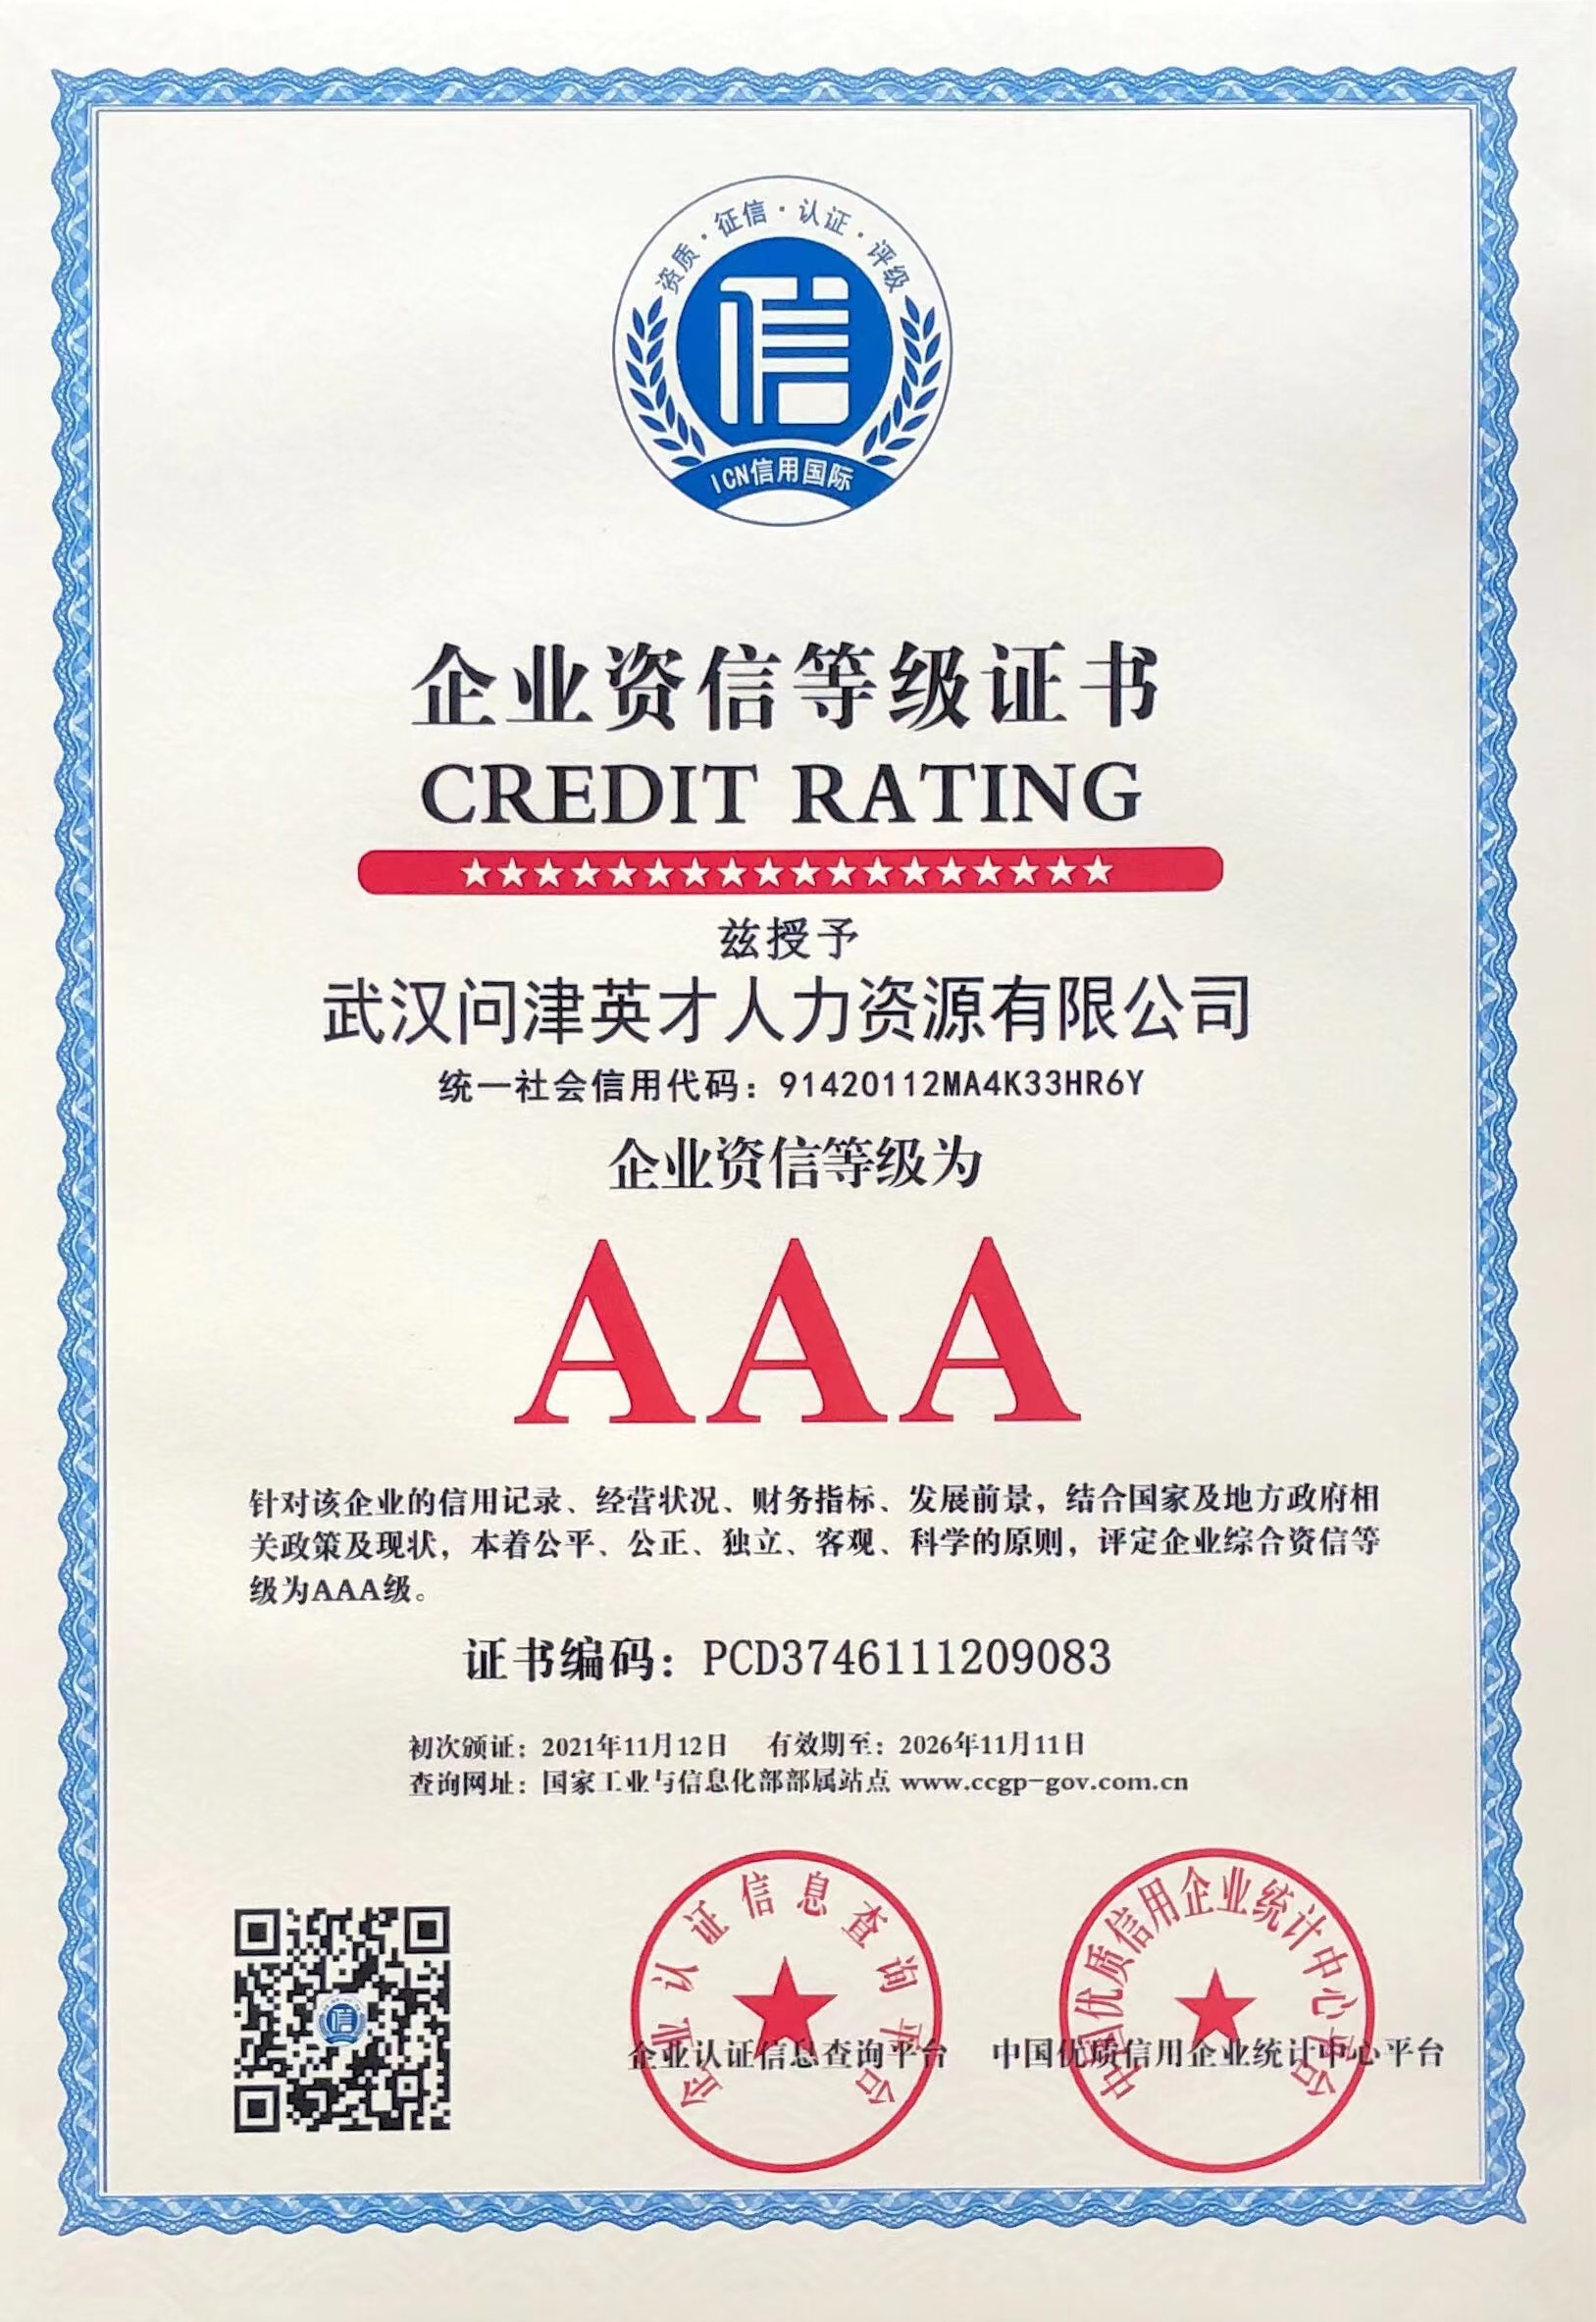 资质·征信·认证·评级
信
ICN信用国际
企业资信等级证书
CREDIT RATING
兹授予
武汉问津英才人力资源有限公司
统一社会信用代码：91420112MA4K33HR6Y
企业资信等级为
AAA
针对该企业的信用记录、经营状况、财务指标、发展前景，结合国家及地方政府相
关政策及现状，本着公平、公正、独立、客观、科学的原则，评定企业综合资信等
级为AAA级。
证书编码：PCD3746111209083
初次颁证：2021年11月12日 有效期至：2026年11月11日
查询网址：国家工业与信息化部部属站点 www.ccgp-gov.com.cn
信
企业认证信息查询平台
企业认证信息查询平台
中国优质信用企业统计中心平台
中国优质信用企业统计中心平台